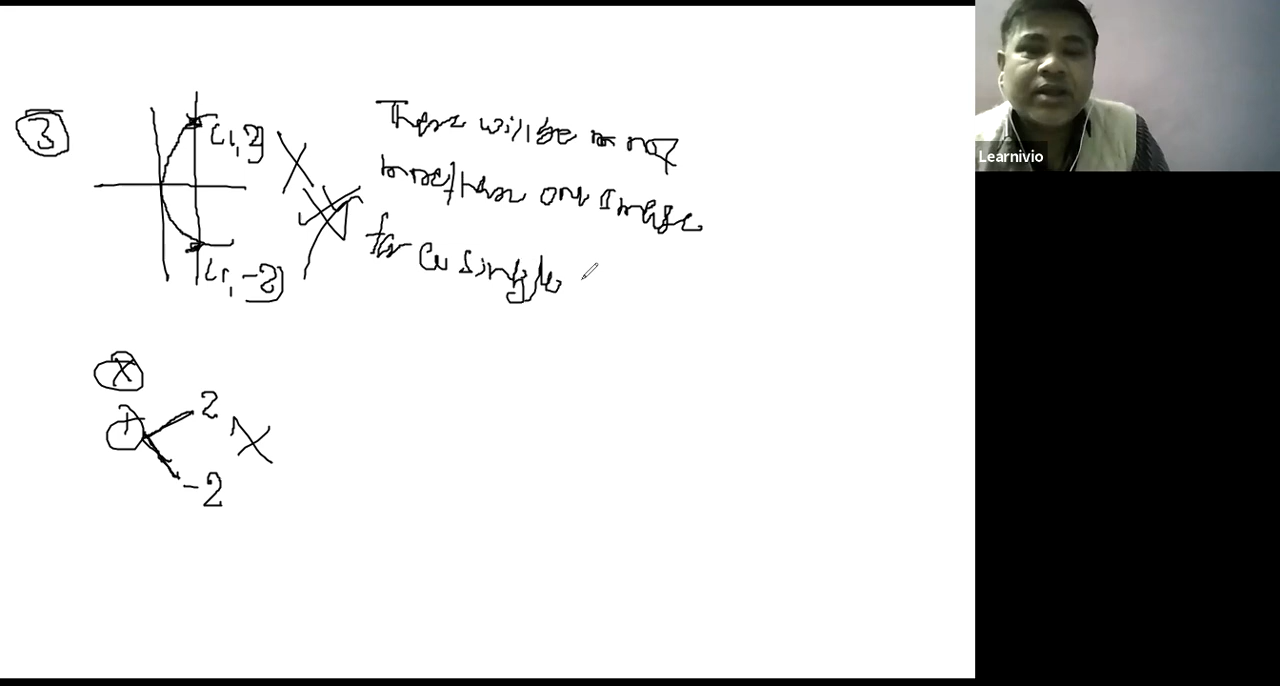 3
(1, 2)
There will be not
more than one image
for a single
(1, -2)
X
1
2
-2
X
Learnivio